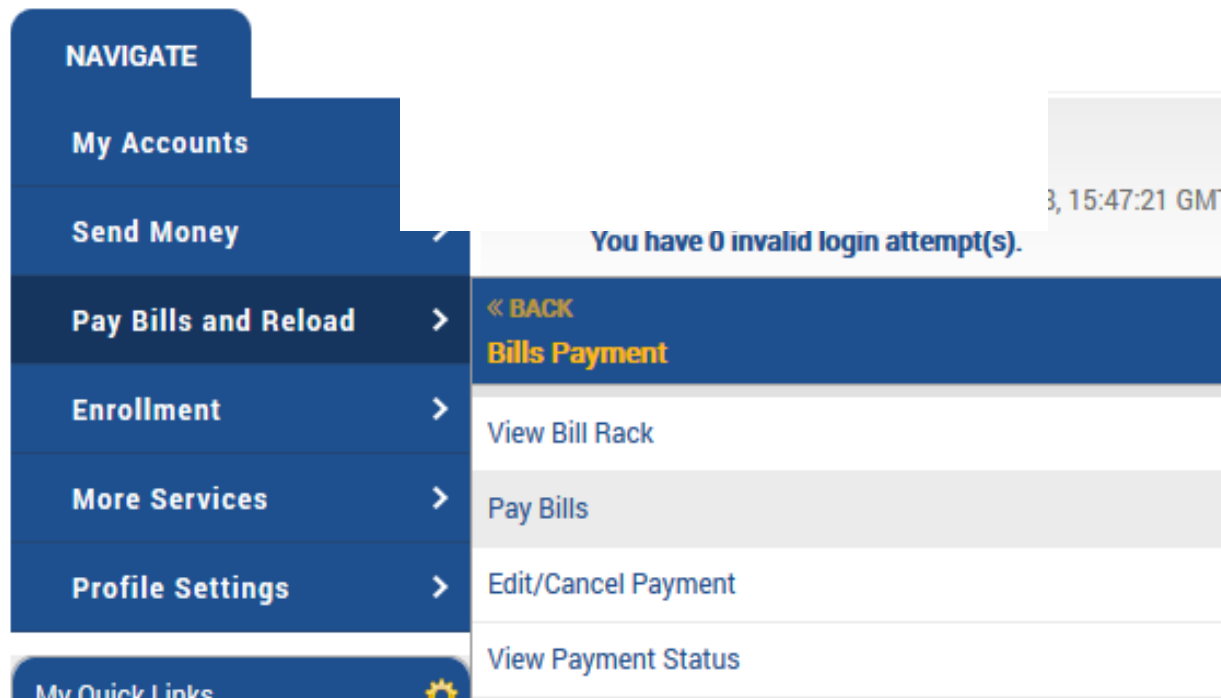 NAVIGATE
My Accounts
Send Money
Pay Bills and Reload
Enrollment
More Services
Profile Settings
My Quick Links
, 15:47:21 GMT
You have 0 invalid login attempt(s).
« BACK
Bills Payment
View Bill Rack
Pay Bills
Edit/Cancel Payment
View Payment Status